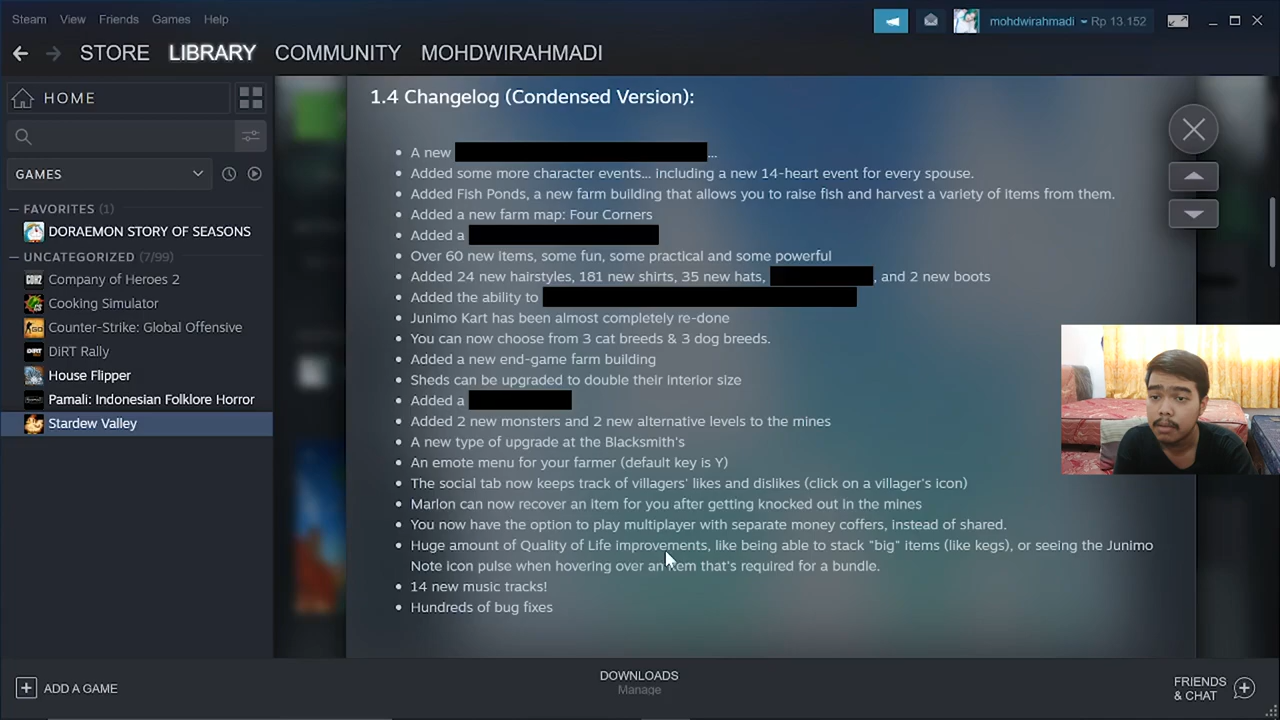 Steam View Friends Games Help
mohdwirahmadi Rp 13.152
STORE LIBRARY COMMUNITY MOHDWIRAHMADI
HOME
GAMES
FAVORITES (1)
DORAEMON STORY OF SEASONS
UNCATEGORIZED (7/99)
Company of Heroes 2
Cooking Simulator
Counter-Strike: Global Offensive
DiRT Rally
House Flipper
Pamali: Indonesian Folklore Horror
Stardew Valley
1.4 Changelog (Condensed Version):
• A new ...
• Added some more character events... including a new 14-heart event for every spouse.
• Added Fish Ponds, a new farm building that allows you to raise fish and harvest a variety of items from them.
• Added a new farm map: Four Corners
• Added a
• Over 60 new items, some fun, some practical and some powerful
• Added 24 new hairstyles, 181 new shirts, 35 new hats, , and 2 new boots
• Added the ability to
• Junimo Kart has been almost completely re-done
• You can now choose from 3 cat breeds & 3 dog breeds.
• Added a new end-game farm building
• Sheds can be upgraded to double their interior size
• Added a
• Added 2 new monsters and 2 new alternative levels to the mines
• A new type of upgrade at the Blacksmith's
• An emote menu for your farmer (default key is Y)
• The social tab now keeps track of villagers' likes and dislikes (click on a villager's icon)
• Marlon can now recover an item for you after getting knocked out in the mines
• You now have the option to play multiplayer with separate money coffers, instead of shared.
• Huge amount of Quality of Life improvements, like being able to stack "big" items (like kegs), or seeing the Junimo
Note icon pulse when hovering over an item that's required for a bundle.
• 14 new music tracks!
• Hundreds of bug fixes
ADD A GAME
DOWNLOADS
Manage
FRIENDS
& CHAT